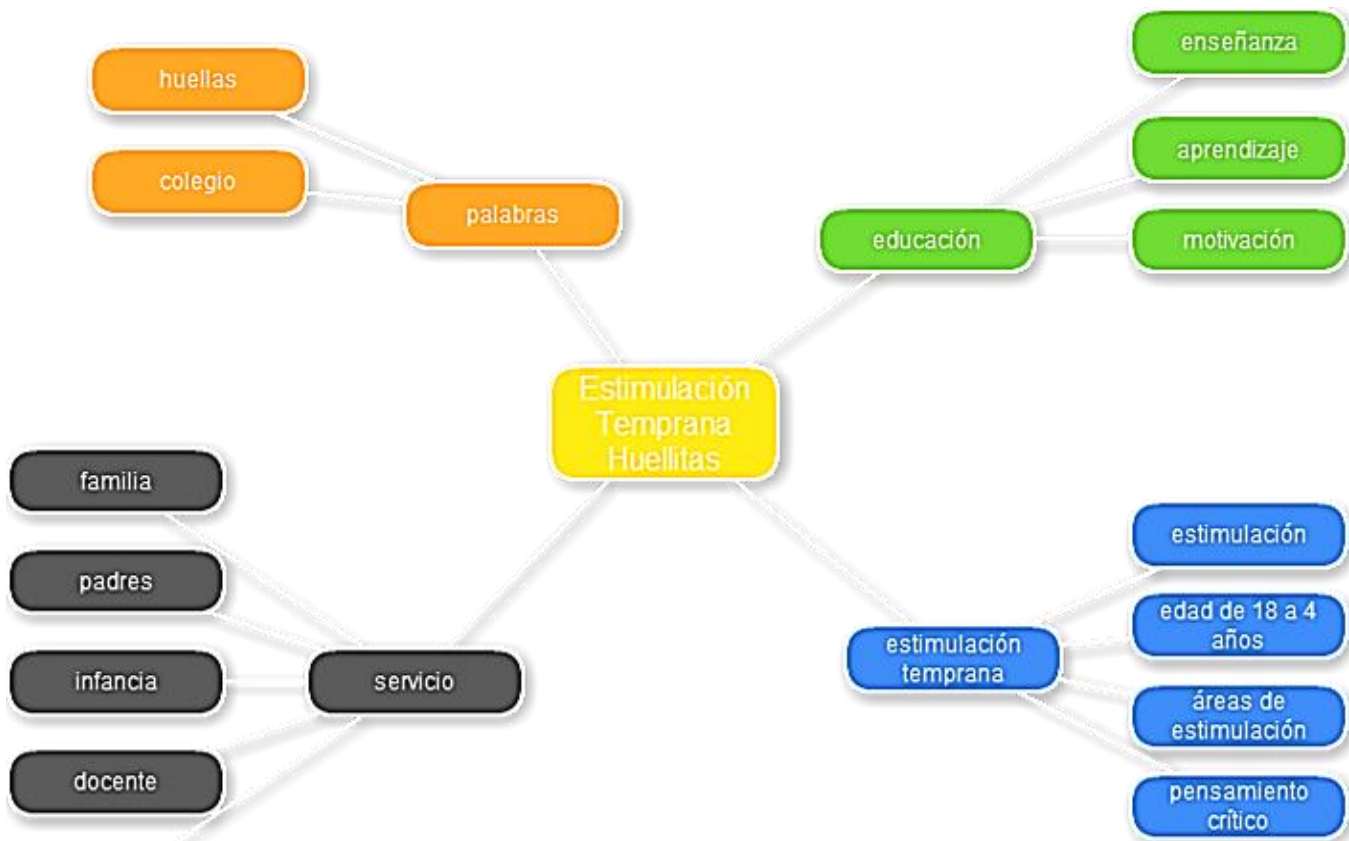 huellas
colegio
palabras
enseñanza
aprendizaje
motivación
educación
Estimulación
Temprana
Huellitas
familia
padres
infancia
docente
servicio
estimulación
temprana
estimulación
edad de 18 a 4
años
áreas de
estimulación
pensamiento
crítico